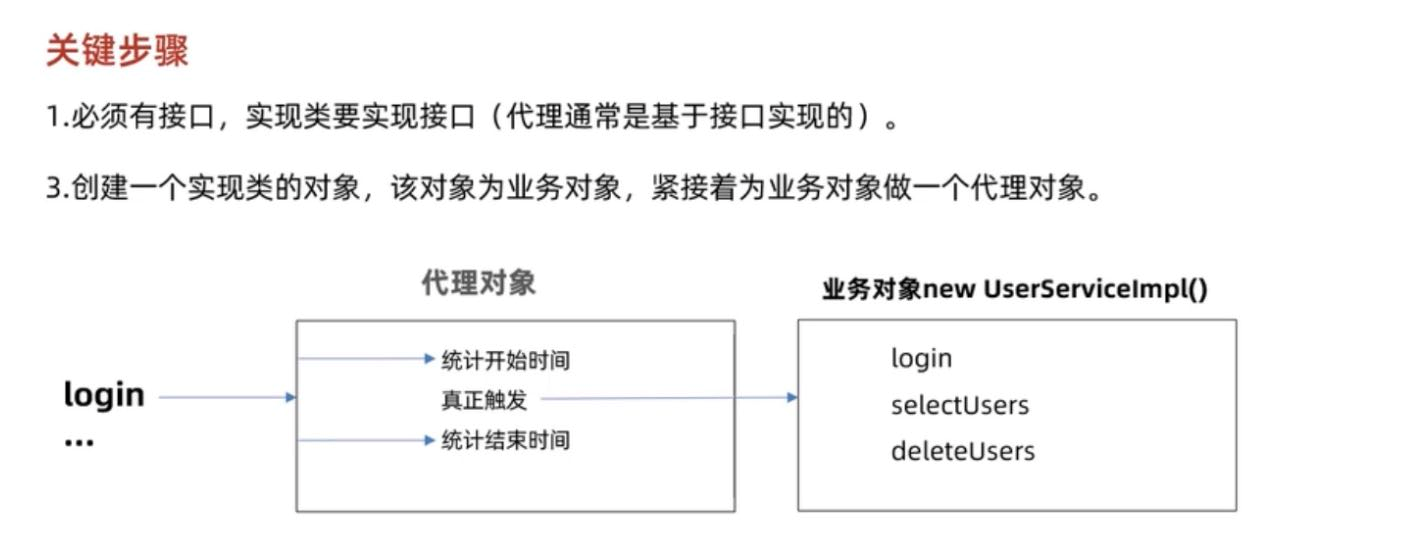 关键步骤
1.必须有接口，实现类要实现接口（代理通常是基于接口实现的）。
3.创建一个实现类的对象，该对象为业务对象，紧接着为业务对象做一个代理对象。
代理对象
业务对象new UserServiceImpl()
login
...
统计开始时间
真正触发
统计结束时间
login
selectUsers
deleteUsers